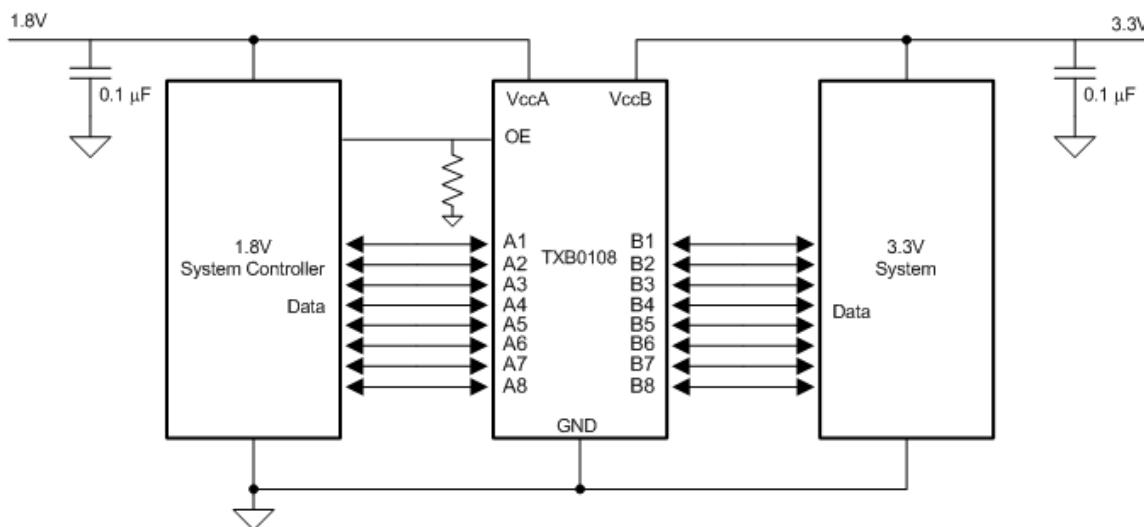 1.8V
3.3V
0.1 μF
VccA
VccB
0.1 μF
OE
1.8V
System Controller
Data
A1
A2
A3
A4
A5
A6
A7
A8
TXB0108
B1
B2
B3
B4
B5
B6
B7
B8
3.3V
System
Data
GND